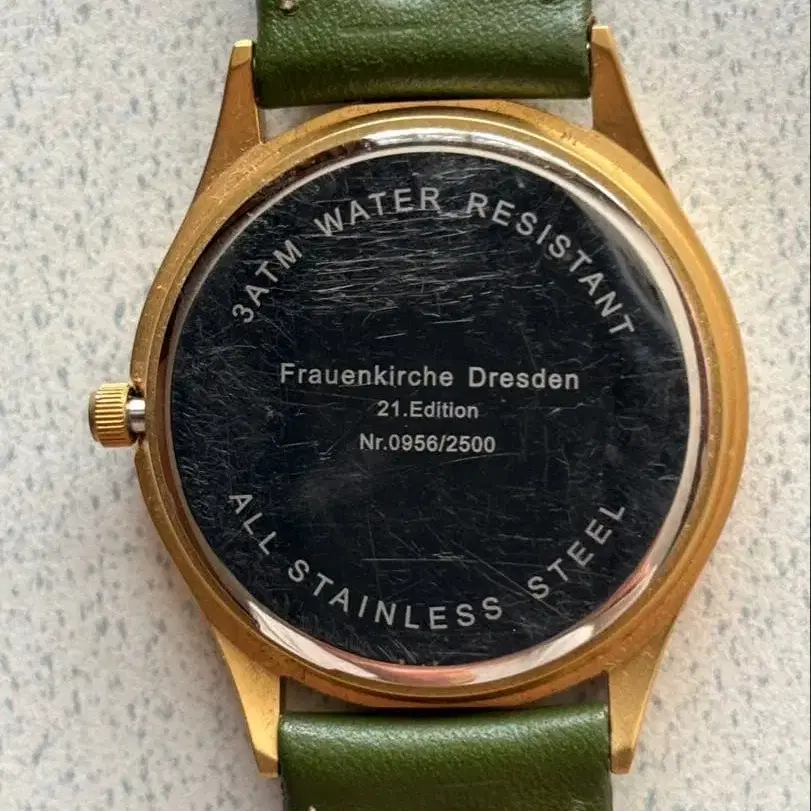 3ATM WATER RESISTANT
Frauenkirche Dresden
21.Edition
Nr.0956/2500
ALL STAINLESS STEEL